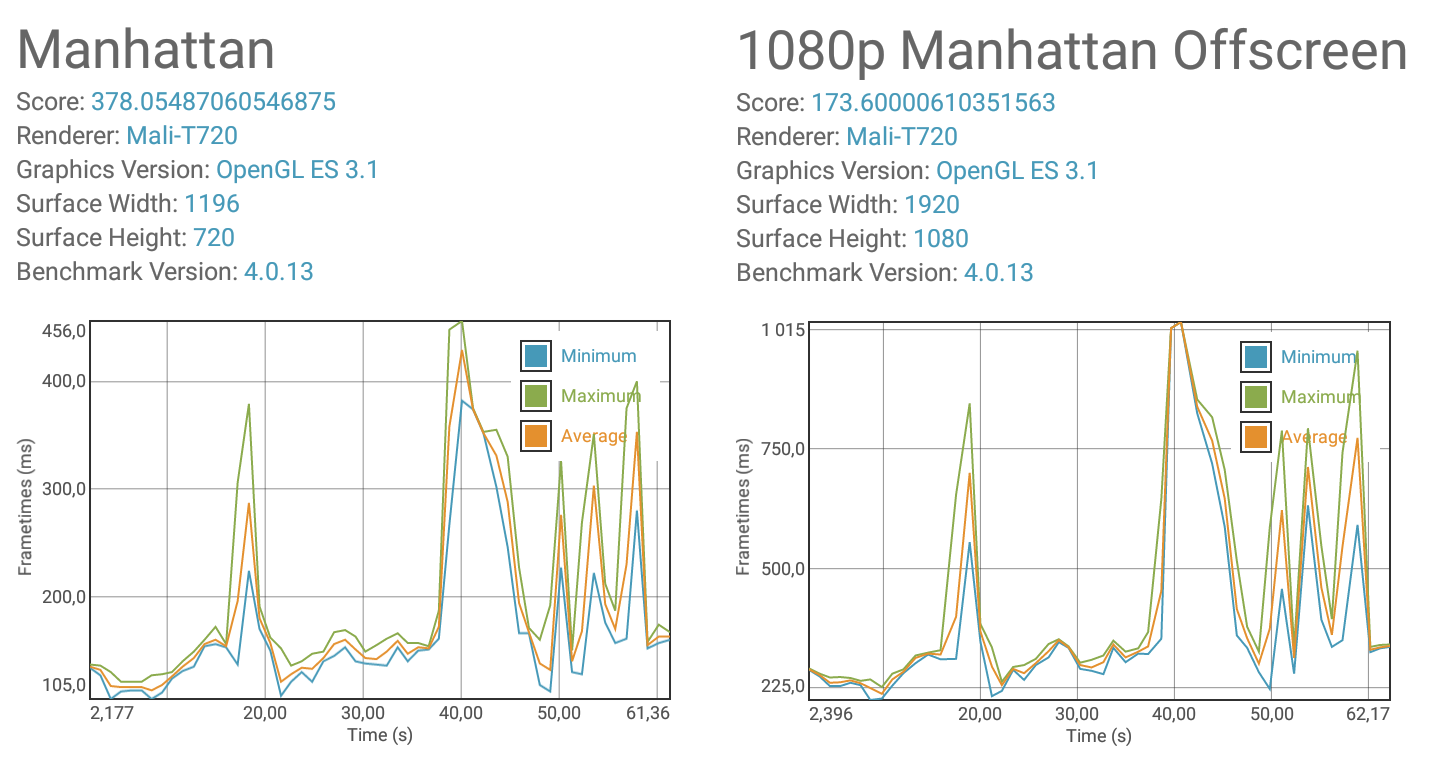 Manhattan
Score: 378.05487060546875
Renderer: Mali-T720
Graphics Version: OpenGL ES 3.1
Surface Width: 1196
Surface Height: 720
Benchmark Version: 4.0.13
456,0
400,0
300,0
200,0
105,0
Frametimes (ms)
Minimum
Maximum
Average
2,177
20,00
30,00
40,00
50,00
61,36
Time (s)
1080p Manhattan Offscreen
Score: 173.60000610351563
Renderer: Mali-T720
Graphics Version: OpenGL ES 3.1
Surface Width: 1920
Surface Height: 1080
Benchmark Version: 4.0.13
1 015
750,0
500,0
225,0
Frametimes (ms)
Minimum
Maximum
Average
2,396
20,00
30,00
40,00
50,00
62,17
Time (s)